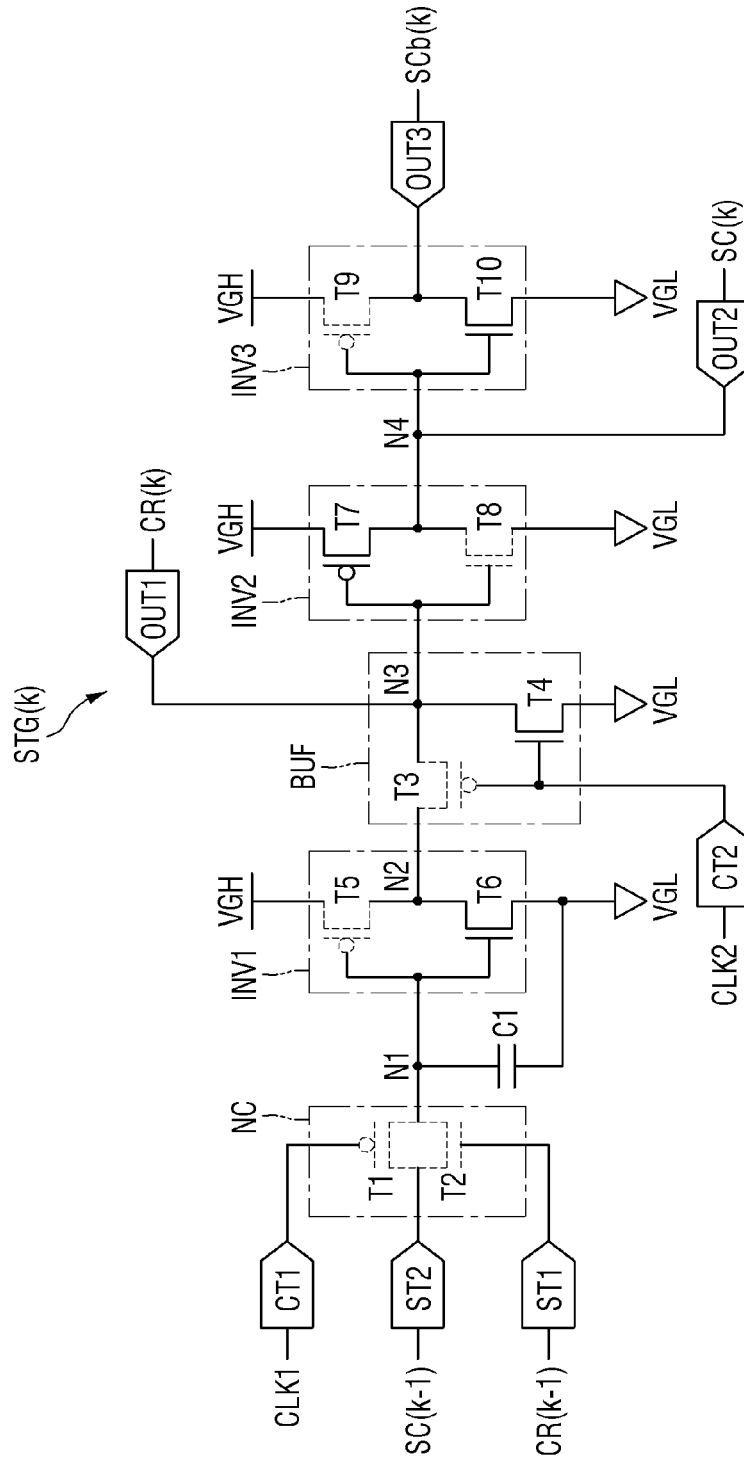 STG(k)
CLK1
CT1
SC(k-1)
ST2
CR(k-1)
ST1
NC
T1
T2
N1
C1
INV1
VGH
T5
T6
VGL
N2
BUF
T3
T4
VGL
CLK2
CT2
N3
OUT1
CR(k)
INV2
VGH
T7
T8
VGL
N4
INV3
VGH
T9
T10
VGL
OUT3
SCb(k)
OUT2
SC(k)